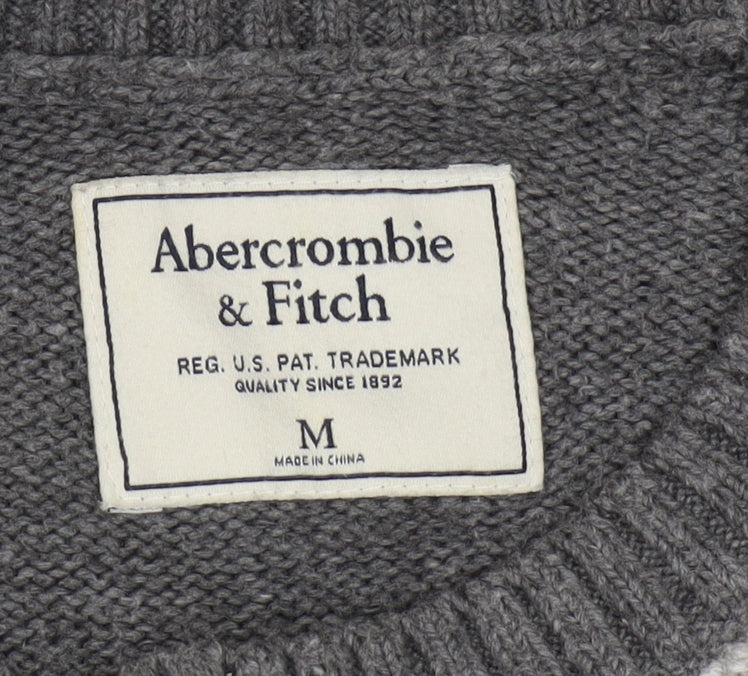 Abercrombie
& Fitch
REG. U.S. PAT. TRADEMARK
QUALITY SINCE 1892
M
MADE IN CHINA